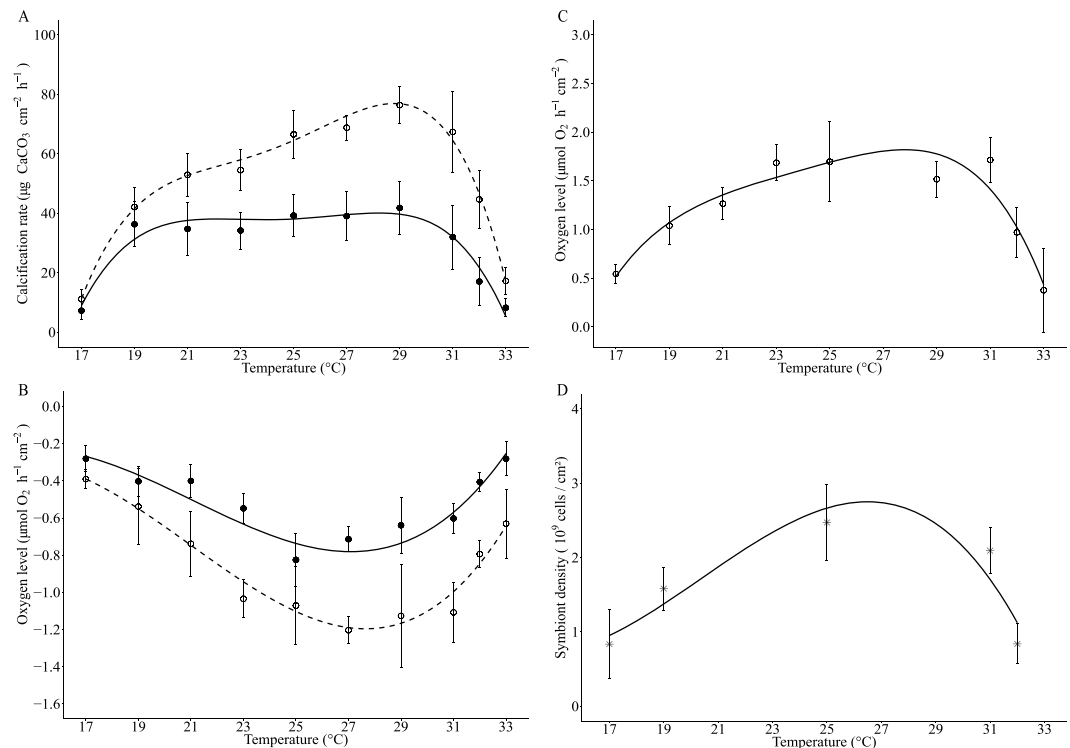 A
Calcification rate (μg CaCO₃ cm⁻² h⁻¹ )
100
80
60
40
20
0
17 19 21 23 25 27 29 31 33
Temperature (°C)
C
Oxygen level (μmol O₂ h⁻¹ cm⁻²)
3.0
2.5
2.0
1.5
1.0
0.5
0.0
17 19 21 23 25 27 29 31 33
Temperature (°C)
B
Oxygen level (μmol O₂ h⁻¹ cm⁻²)
0.0
−0.2
−0.4
−0.6
−0.8
−1.0
−1.2
−1.4
−1.6
17 19 21 23 25 27 29 31 33
Temperature (°C)
D
Symbiont density ( 10⁹ cells / cm²)
4
3
2
1
0
17 19 21 23 25 27 29 31 33
Temperature (°C)